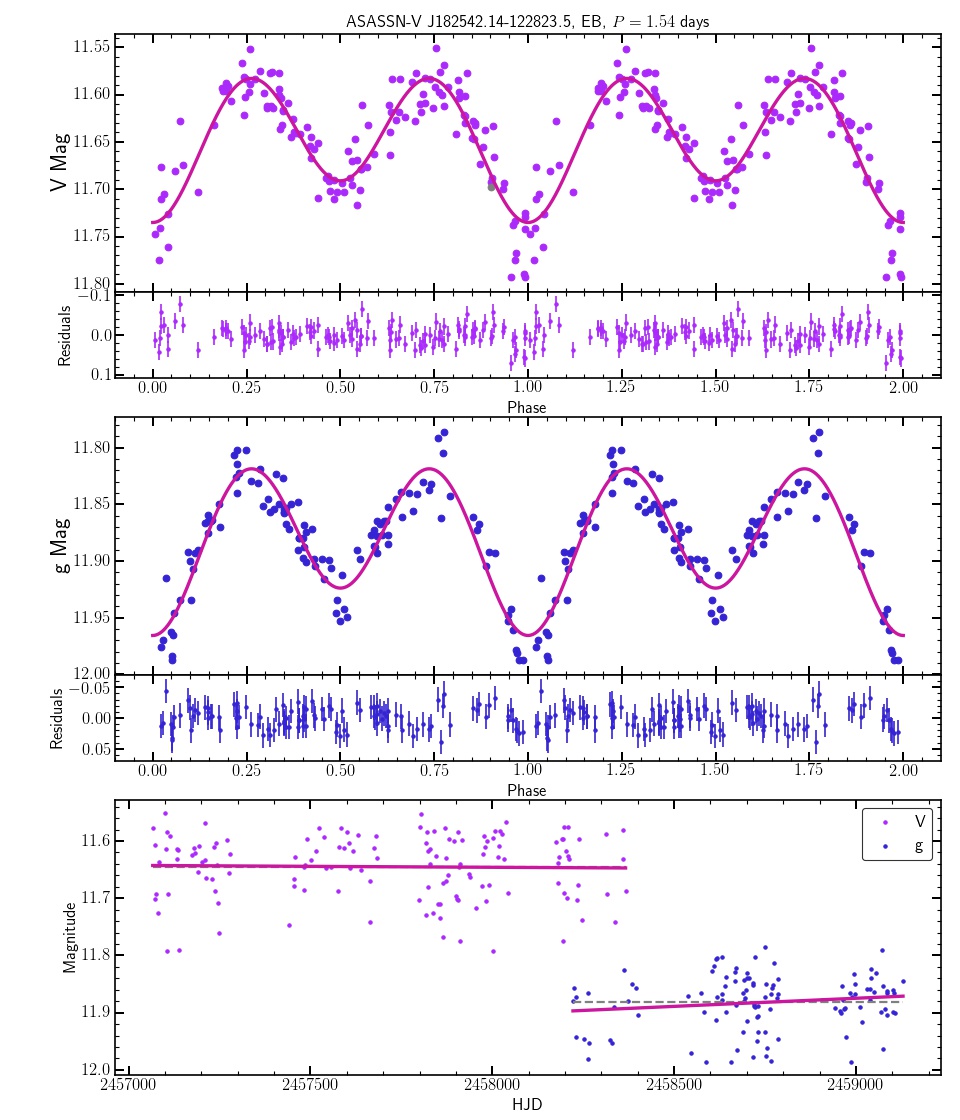 ASASSN-V J182542.14-122823.5, EB, P = 1.54 days
V Mag
11.55
11.60
11.65
11.70
11.75
11.80
Residuals
−0.1
0.0
0.1
0.00 0.25 0.50 0.75 1.00 1.25 1.50 1.75 2.00
Phase
g Mag
11.80
11.85
11.90
11.95
12.00
Residuals
−0.05
0.00
0.05
0.00 0.25 0.50 0.75 1.00 1.25 1.50 1.75 2.00
Phase
Magnitude
11.6
11.7
11.8
11.9
12.0
V
g
2457000 2457500 2458000 2458500 2459000
HJD